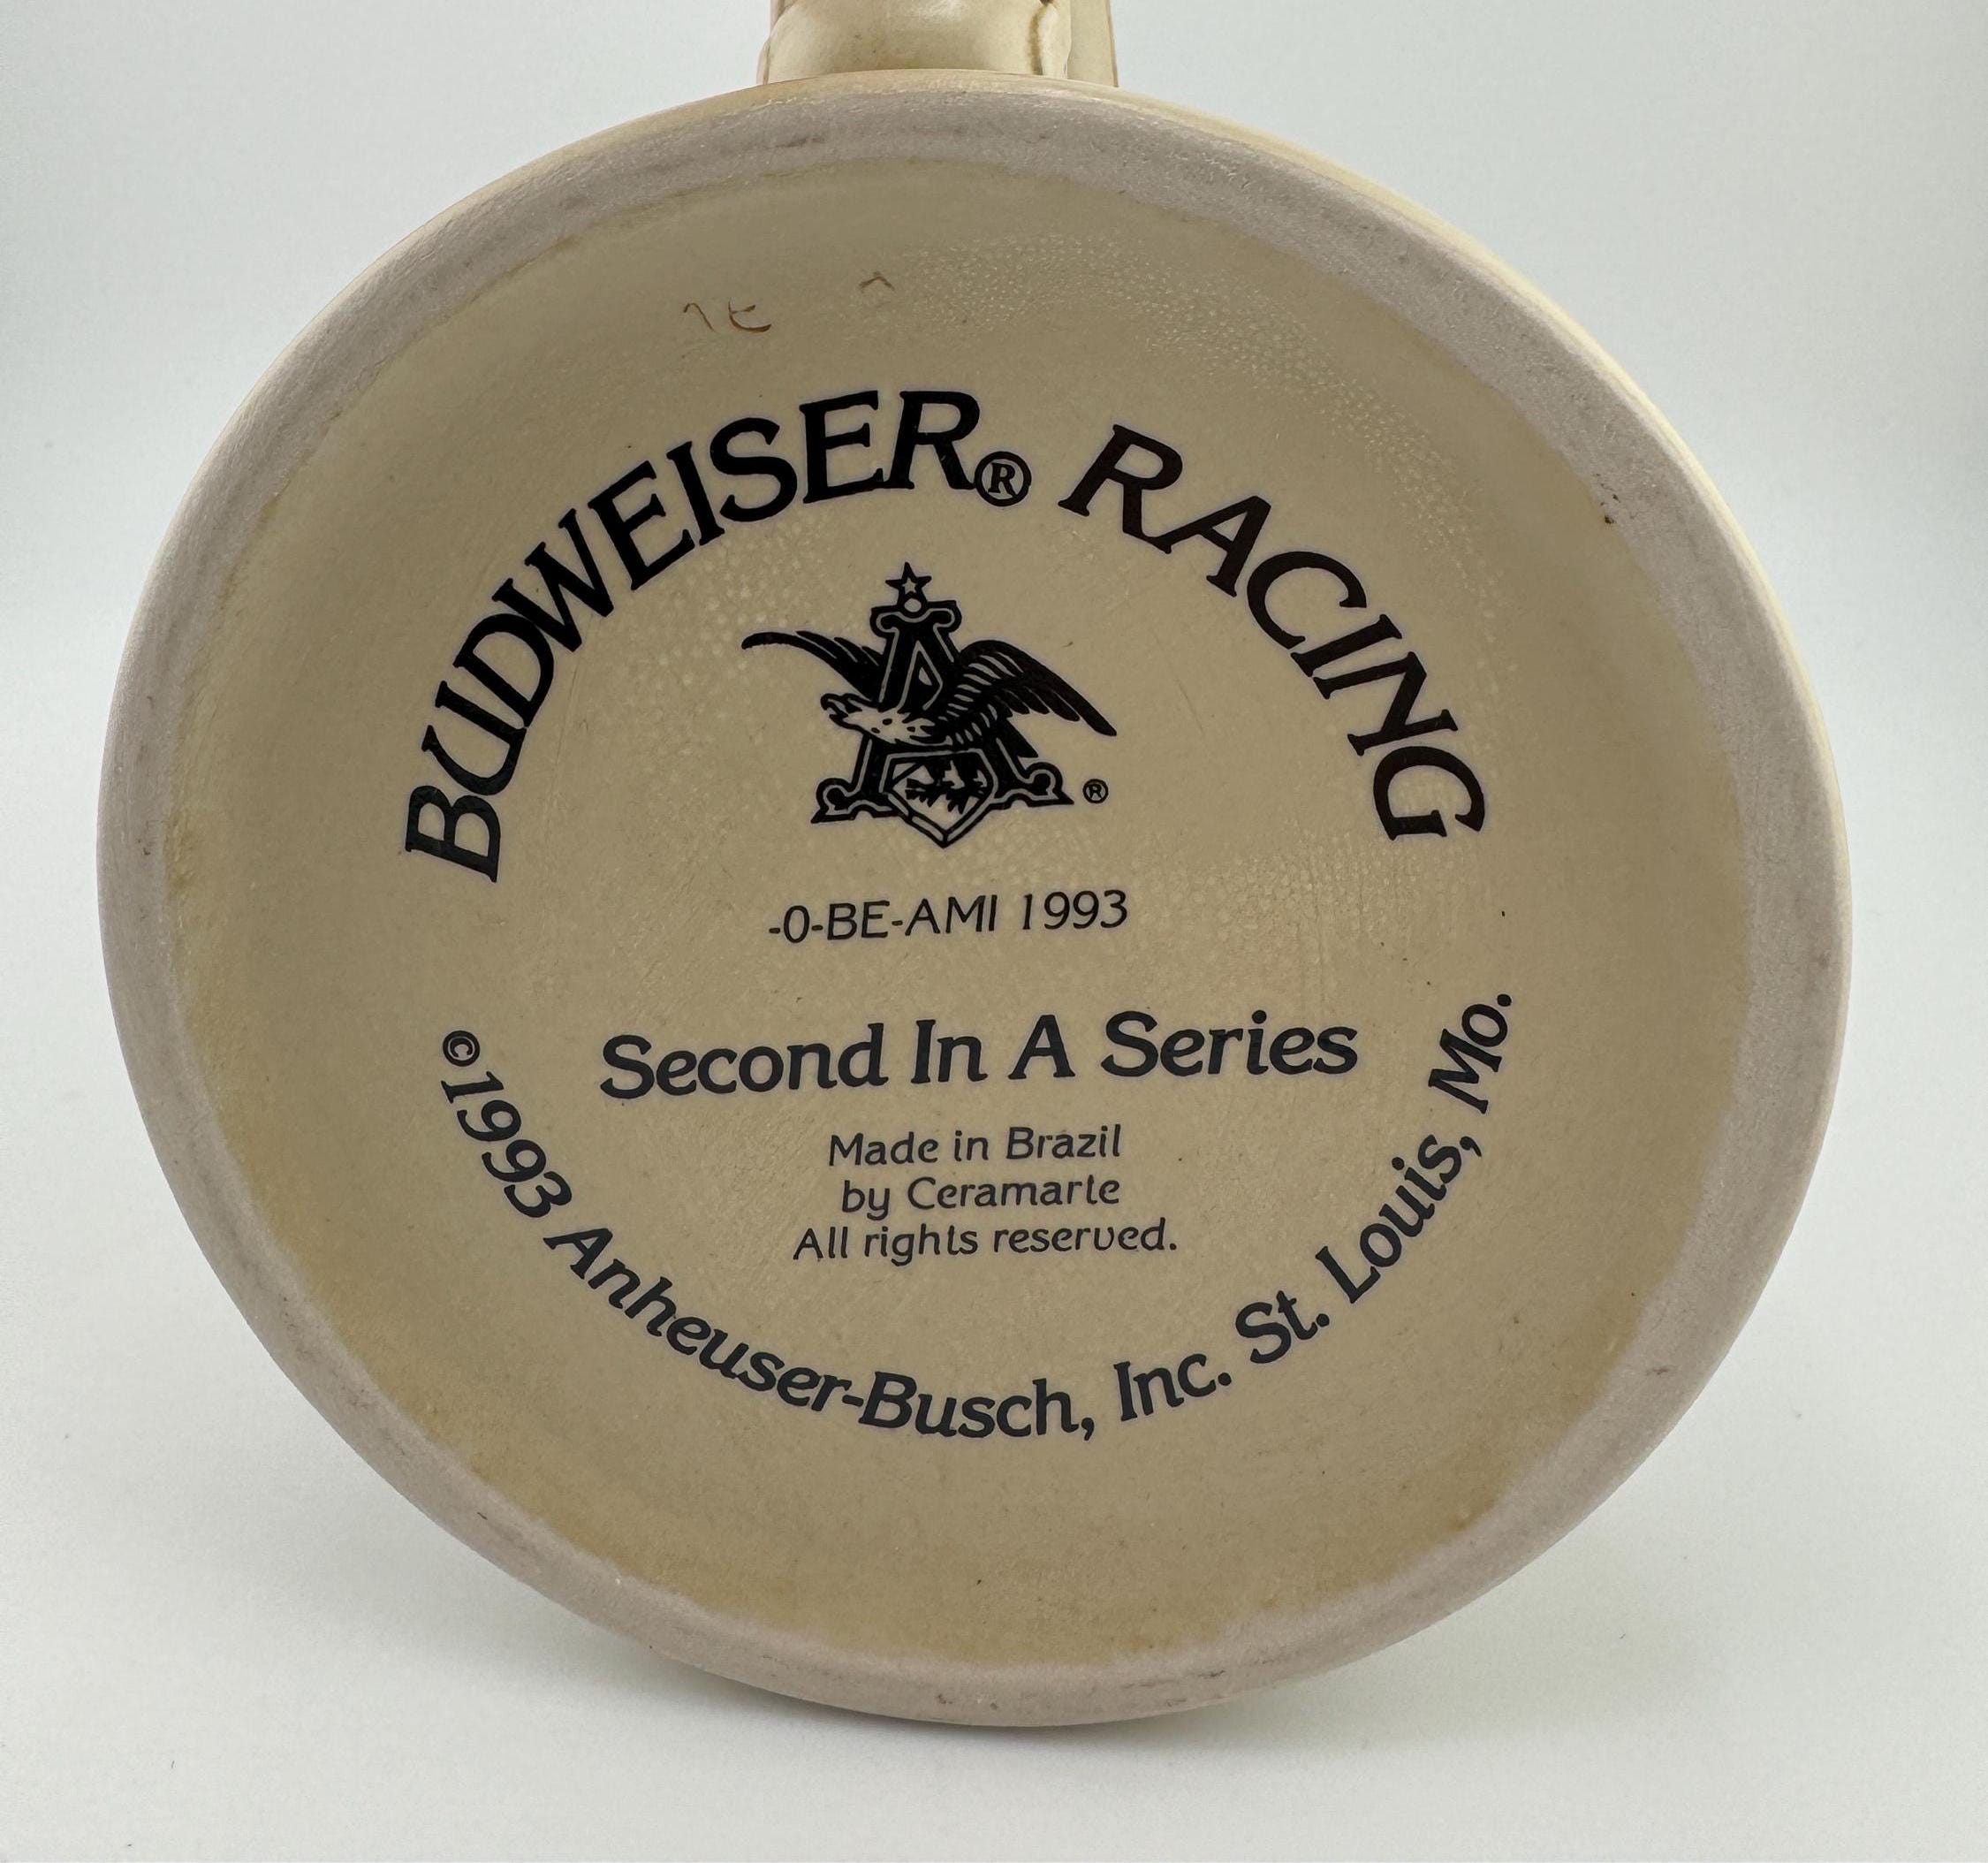 BUDWEISER® RACING
®
-0-BE-AMI 1993
Second In A Series
Made in Brazil
by Ceramarte
All rights reserved.
©1993 Anheuser-Busch, Inc. St. Louis, Mo.